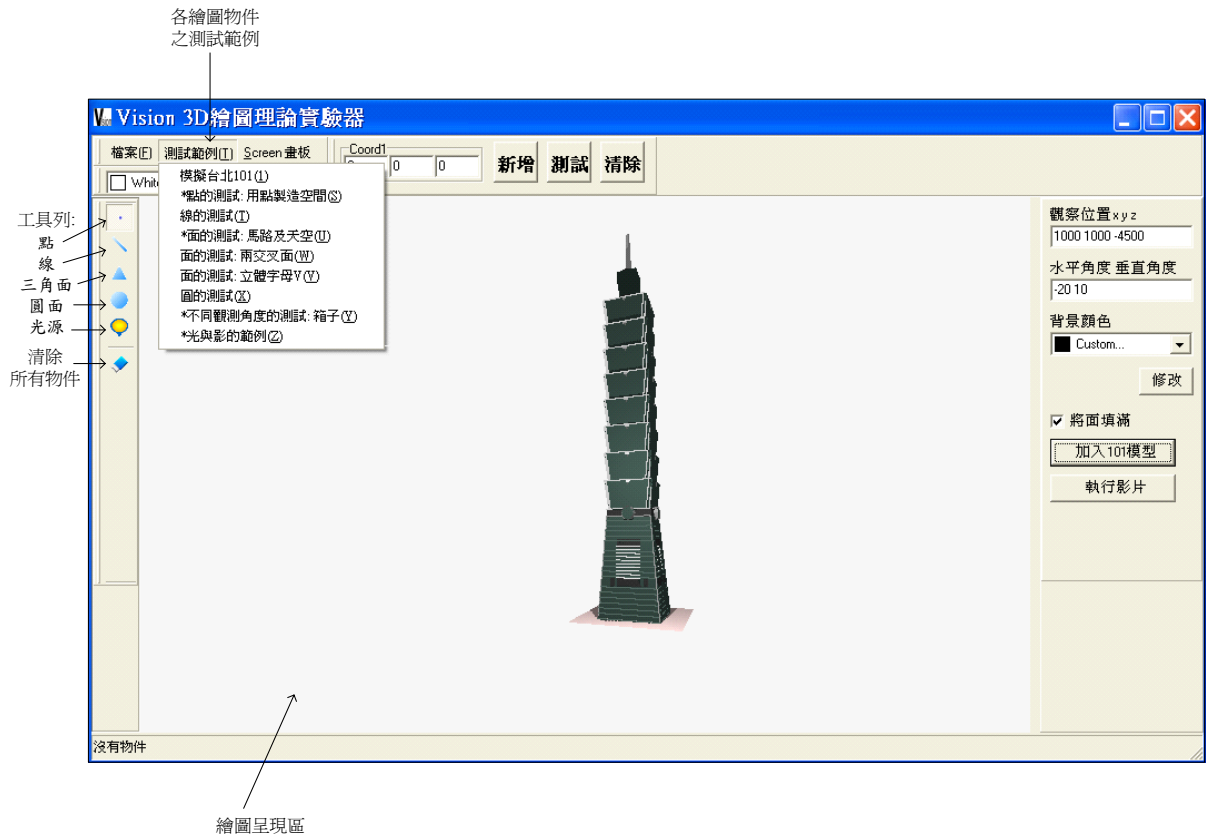 各繪圖物件
之測試範例
Vision 3D繪圖理論實驗器
檔案(F) 測試範例(T) Screen 畫板
Coord1
0 0
新增 測試 清除
White
模擬台北101(1)
*點的測試: 用點製造空間(S)
線的測試(T)
*面的測試: 馬路及天空(U)
面的測試: 兩交叉面(W)
面的測試: 立體字母V(V)
圓的測試(X)
*不同觀測角度的測試: 箱子(Y)
*光與影的範例(Z)
工具列:
點
線
三角面
圓面
光源
清除
所有物件
觀察位置xyz
1000 1000 -4500
水平角度 垂直角度
-20 10
背景顏色
Custom...
修改
將面填滿
加入101模型
執行影片
沒有物件
繪圖呈現區